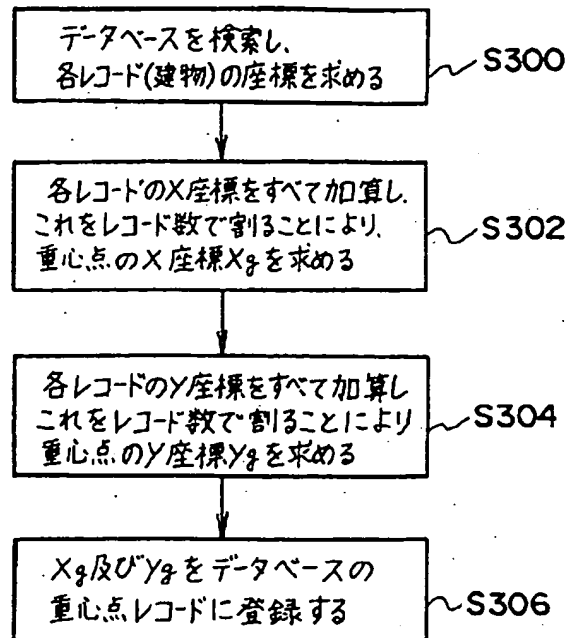 データベースを検索し、
各レコード(建物)の座標を求める
S300
各レコードのX座標をすべて加算し、
これをレコード数で割ることにより、
重心点のX座標Xgを求める
S302
各レコードのY座標をすべて加算し
これをレコード数で割ることにより
重心点のY座標Ygを求める
S304
Xg及びYgをデータベースの
重心点レコードに登録する
S306